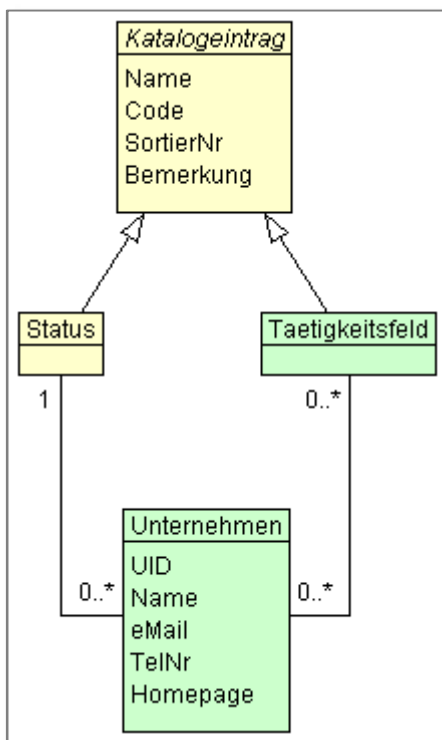 Katalogeintrag
Name
Code
SortierNr
Bemerkung
Status
Taetigkeitsfeld
1
0..*
Unternehmen
UID
0..*
0..*
Name
eMail
TelNr
Homepage